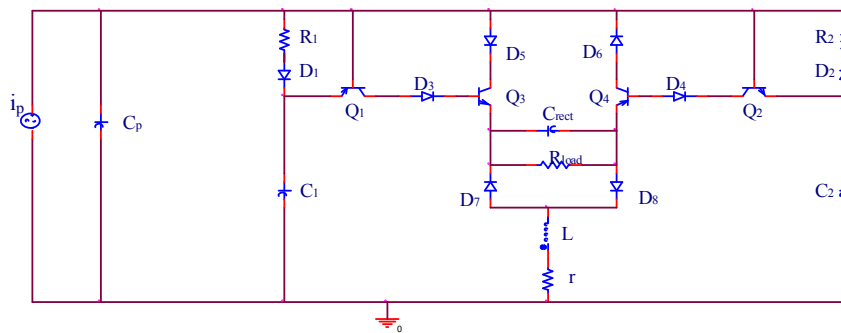 R1
D1
D5
D6
R2
D2
ip
Cp
Q1
D3
Q3
Q4
D4
Q2
Crect
Rload
C1
D7
D8
C2
L
r
0